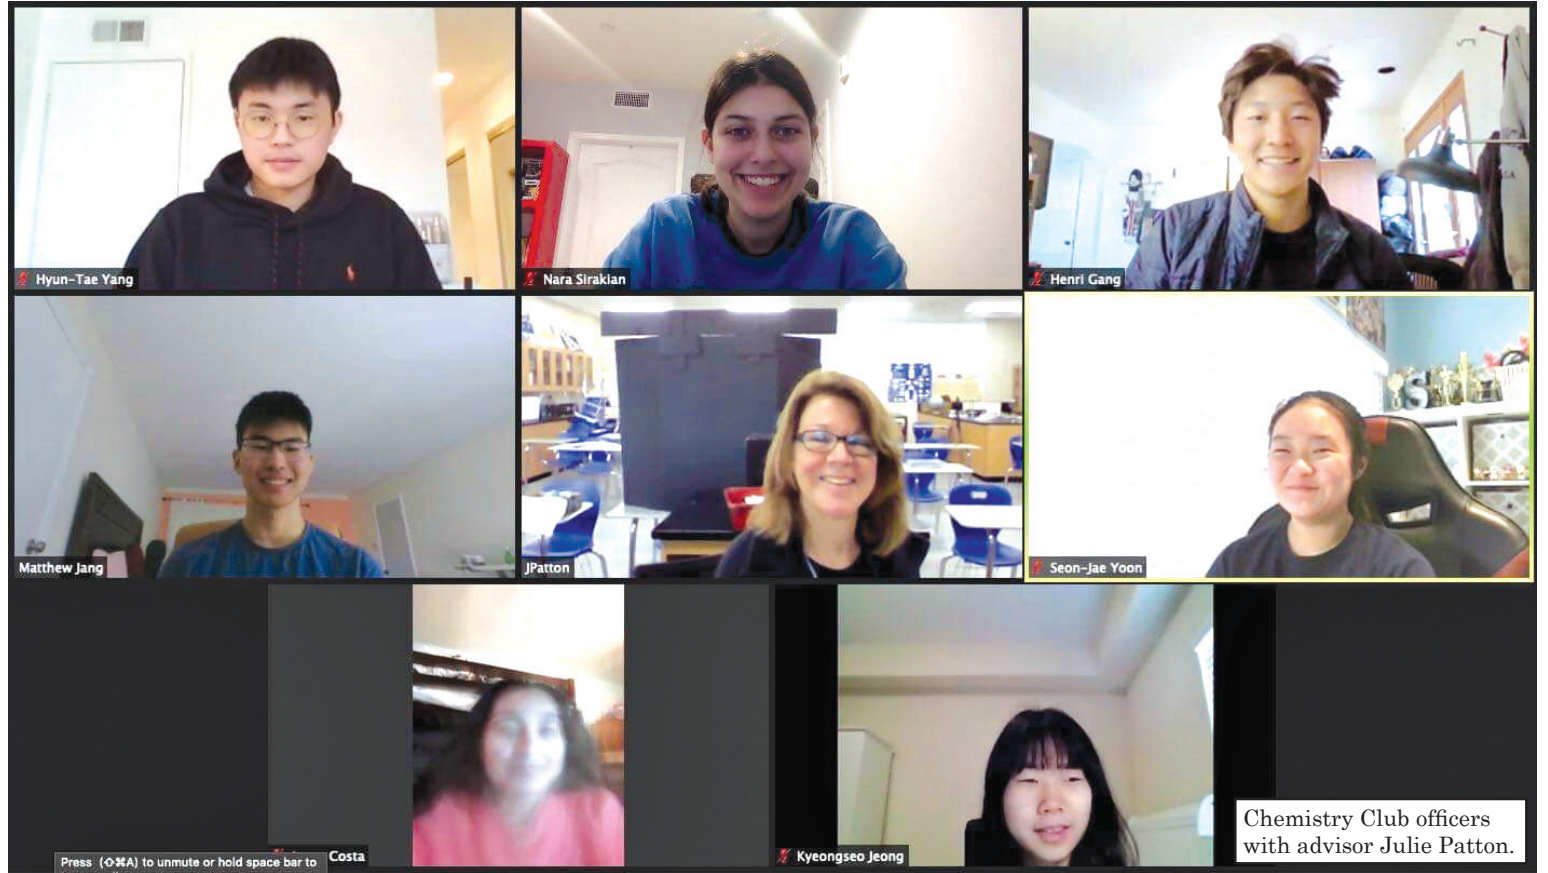 Hyun-Tae Yang
Nara Sirakian
Henri Gang
Matthew Jang
JPatton
Seon-Jae Yoon
Costa
Kyeongseo Jeong
Press (⇧⌘A) to unmute or hold space bar to
Chemistry Club officers
with advisor Julie Patton.